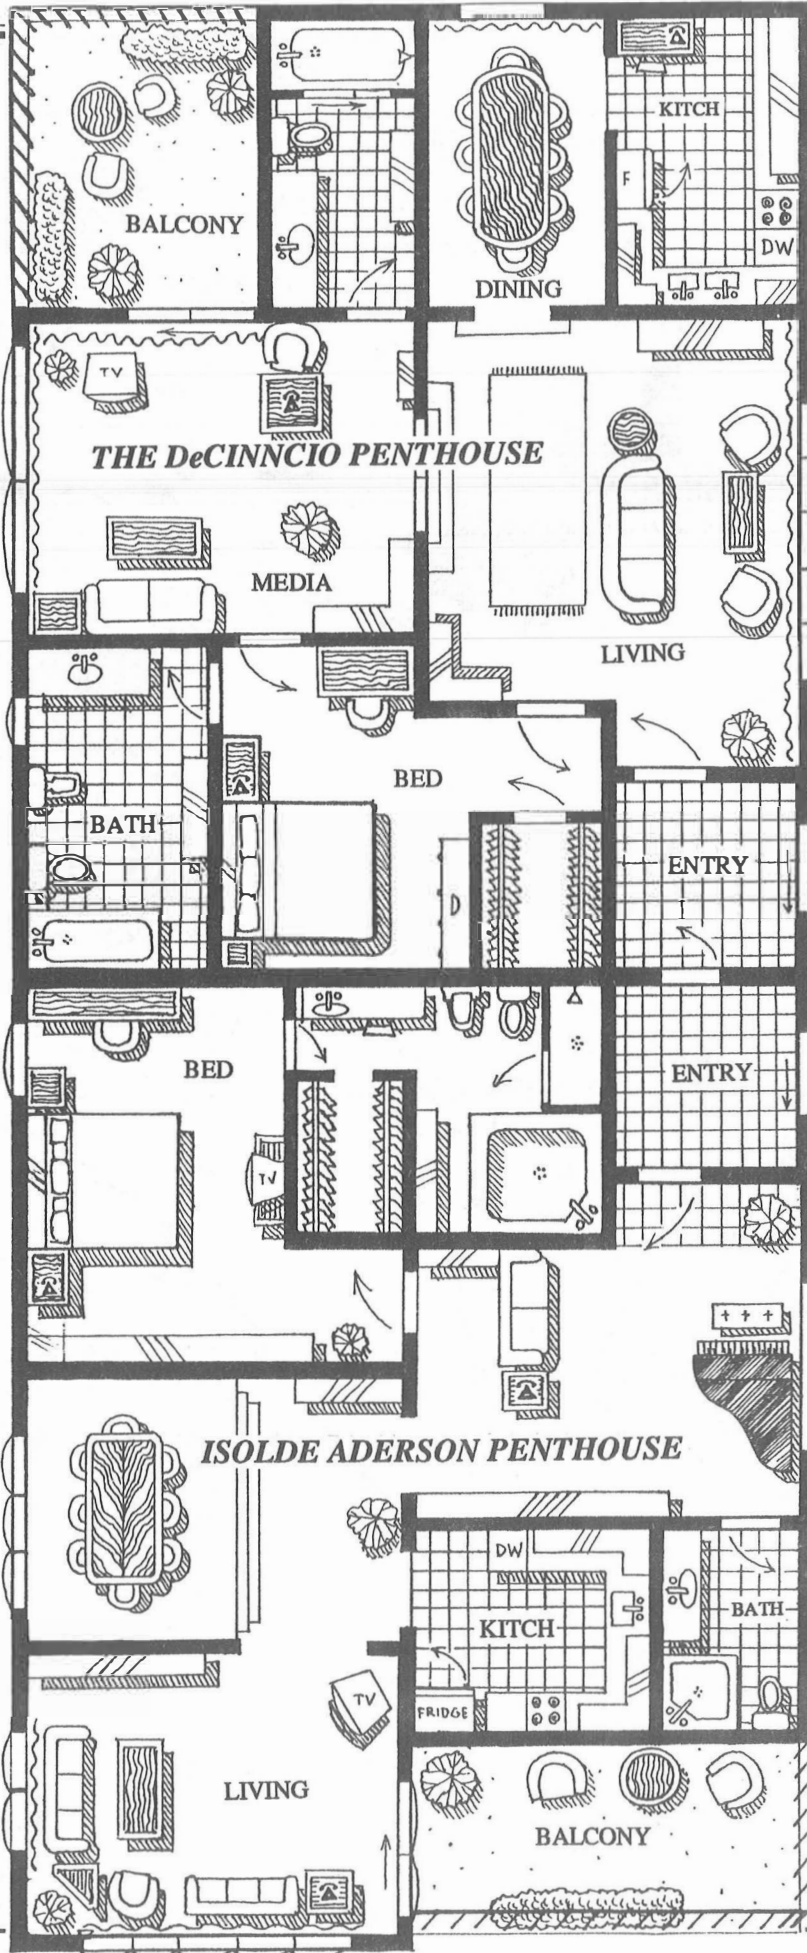 KITCH
F
BALCONY
DW
DINING
TV
THE DeCINNCIO PENTHOUSE
MEDIA
LIVING
BED
BATH
ENTRY
BED
ENTRY
TV
ISOLDE ADERSON PENTHOUSE
DW
KITCH
BATH
TV
FRIDGE
LIVING
BALCONY